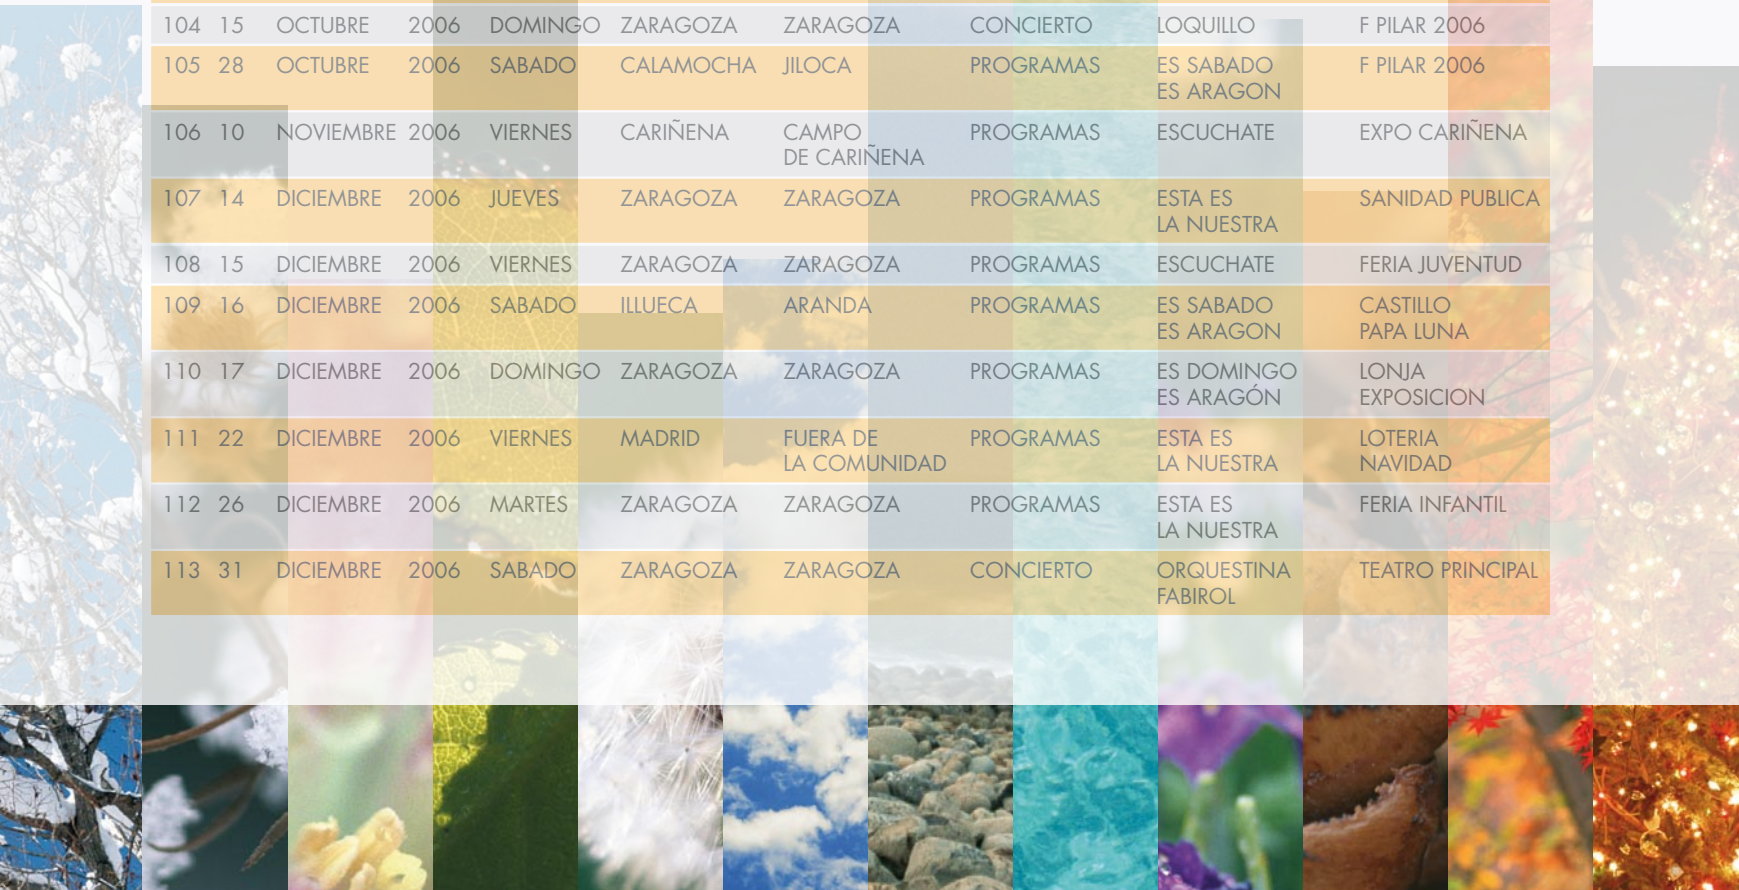 104 15 OCTUBRE 2006 DOMINGO ZARAGOZA ZARAGOZA CONCIERTO LOQUILLO F PILAR 2006
105 28 OCTUBRE 2006 SABADO CALAMOCHA JILOCA PROGRAMAS ES SABADO F PILAR 2006
ES ARAGON
106 10 NOVIEMBRE 2006 VIERNES CARIÑENA CAMPO PROGRAMAS ESCUCHATE EXPO CARIÑENA
DE CARIÑENA
107 14 DICIEMBRE 2006 JUEVES ZARAGOZA ZARAGOZA PROGRAMAS ESTA ES SANIDAD PUBLICA
LA NUESTRA
108 15 DICIEMBRE 2006 VIERNES ZARAGOZA ZARAGOZA PROGRAMAS ESCUCHATE FERIA JUVENTUD
109 16 DICIEMBRE 2006 SABADO ILLUECA ARANDA PROGRAMAS ES SABADO CASTILLO
ES ARAGON PAPA LUNA
110 17 DICIEMBRE 2006 DOMINGO ZARAGOZA ZARAGOZA PROGRAMAS ES DOMINGO LONJA
ES ARAGÓN EXPOSICION
111 22 DICIEMBRE 2006 VIERNES MADRID FUERA DE PROGRAMAS ESTA ES LOTERIA
LA COMUNIDAD LA NUESTRA NAVIDAD
112 26 DICIEMBRE 2006 MARTES ZARAGOZA ZARAGOZA PROGRAMAS ESTA ES FERIA INFANTIL
LA NUESTRA
113 31 DICIEMBRE 2006 SABADO ZARAGOZA ZARAGOZA CONCIERTO ORQUESTINA TEATRO PRINCIPAL
FABIROL